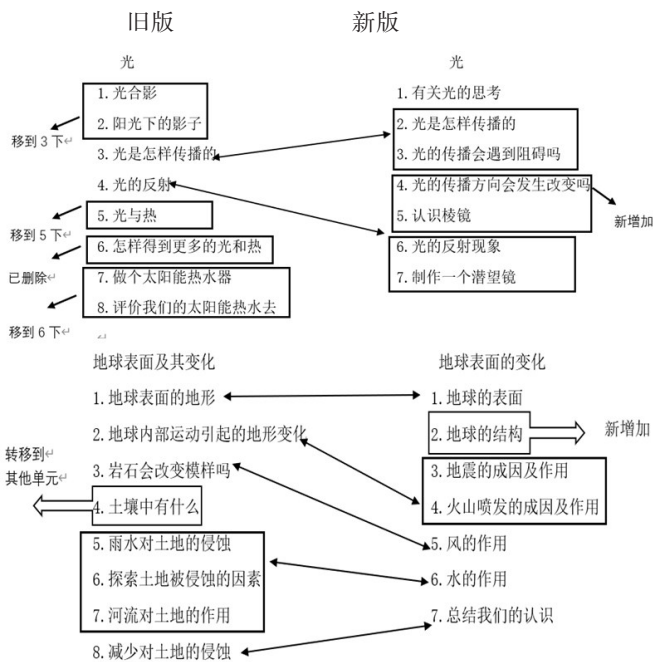 旧版
新版
光
光
1.光合影
1.有关光的思考
2.阳光下的影子
2.光是怎样传播的
移到 3 下↵
3.光是怎样传播的
3.光的传播会遇到阻碍吗
4.光的反射
4.光的传播方向会发生改变吗
5.光与热
5.认识棱镜
新增加
移到 5 下↵
6.怎样得到更多的光和热
6.光的反射现象
已删除↵
7.做个太阳能热水器
7.制作一个潜望镜
8.评价我们的太阳能热水去
移到 6 下↵
↵
地球表面及其变化
地球表面的变化
1.地球表面的地形
1.地球的表面
2.地球内部运动引起的地形变化
2.地球的结构
新增加
转移到↵
其他单元↵
3.岩石会改变模样吗
3.地震的成因及作用
4.土壤中有什么
4.火山喷发的成因及作用
5.雨水对土地的侵蚀
5.风的作用
6.探索土地被侵蚀的因素
6.水的作用
7.河流对土地的作用
7.总结我们的认识
8.减少对土地的侵蚀